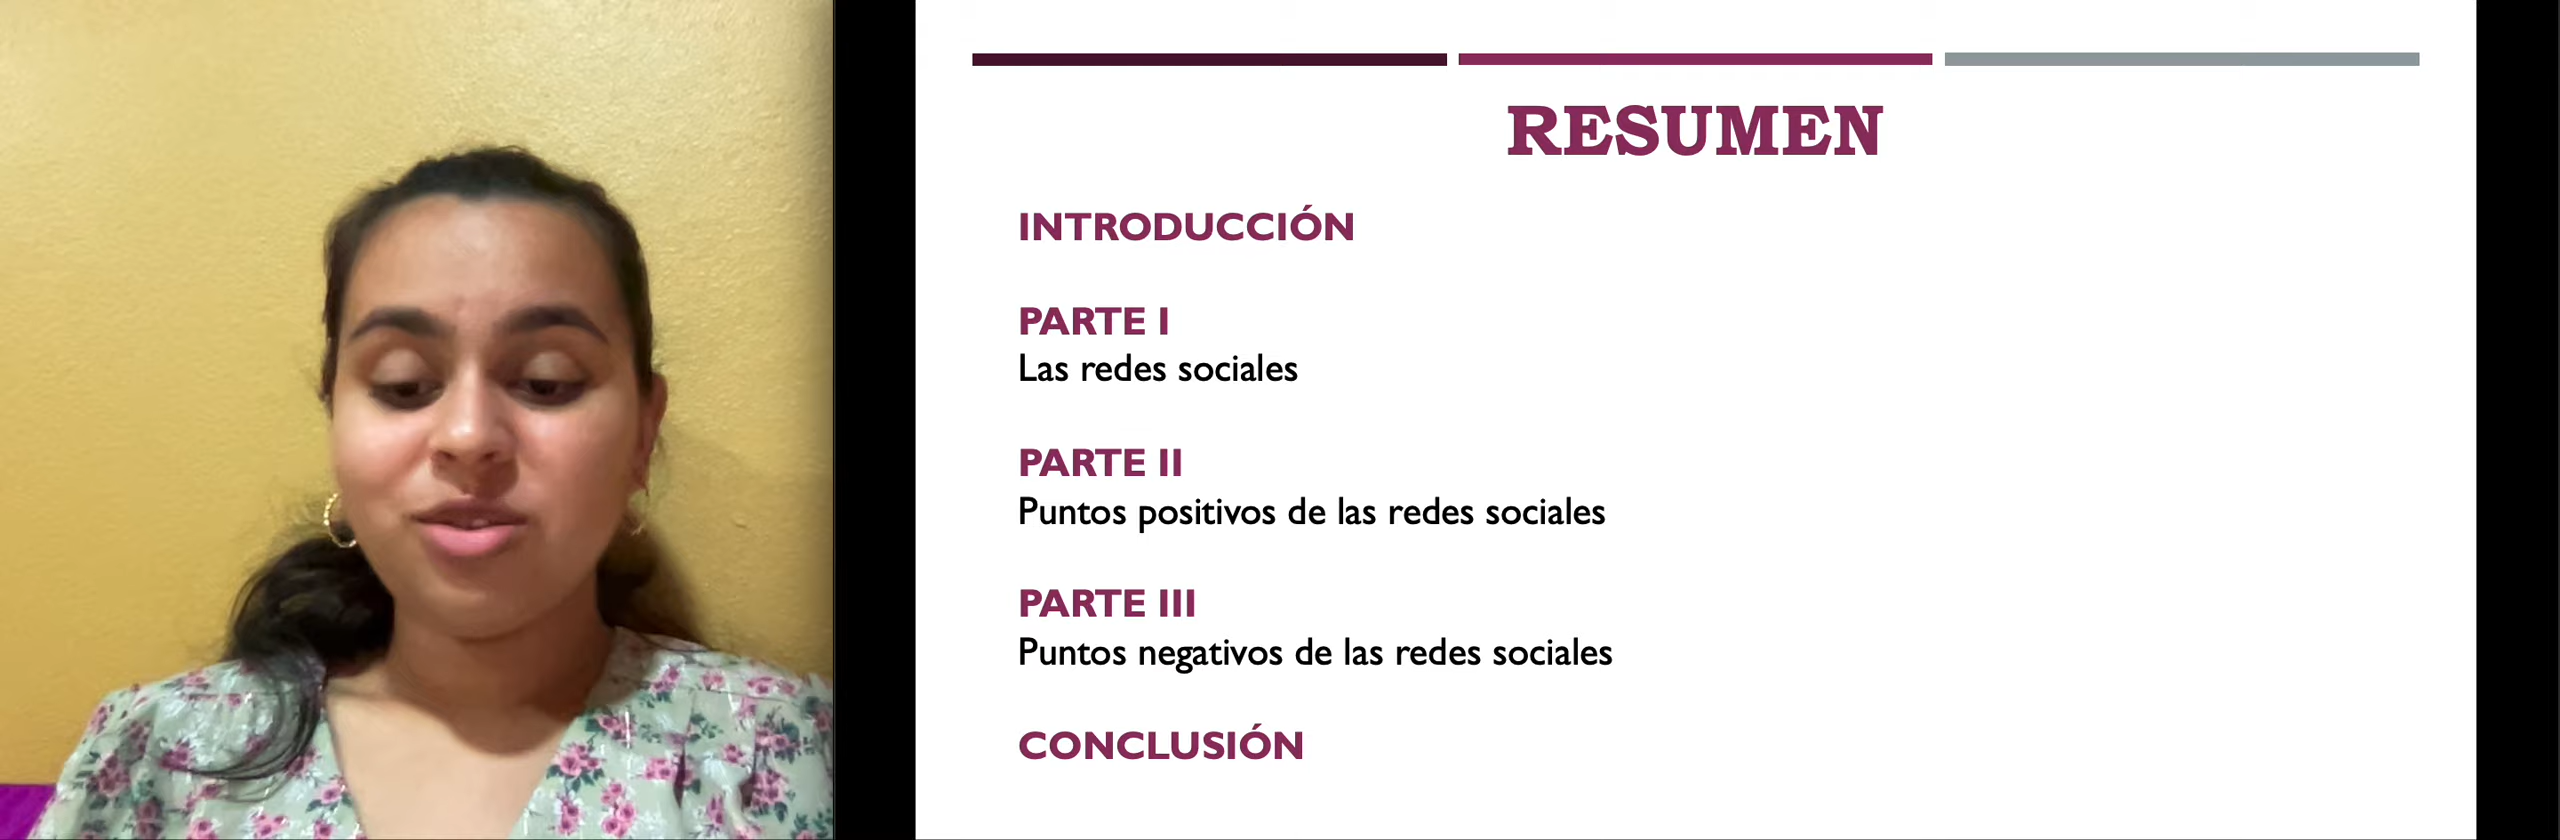 RESUMEN
INTRODUCCIÓN
PARTE I
Las redes sociales
PARTE II
Puntos positivos de las redes sociales
PARTE III
Puntos negativos de las redes sociales
CONCLUSIÓN